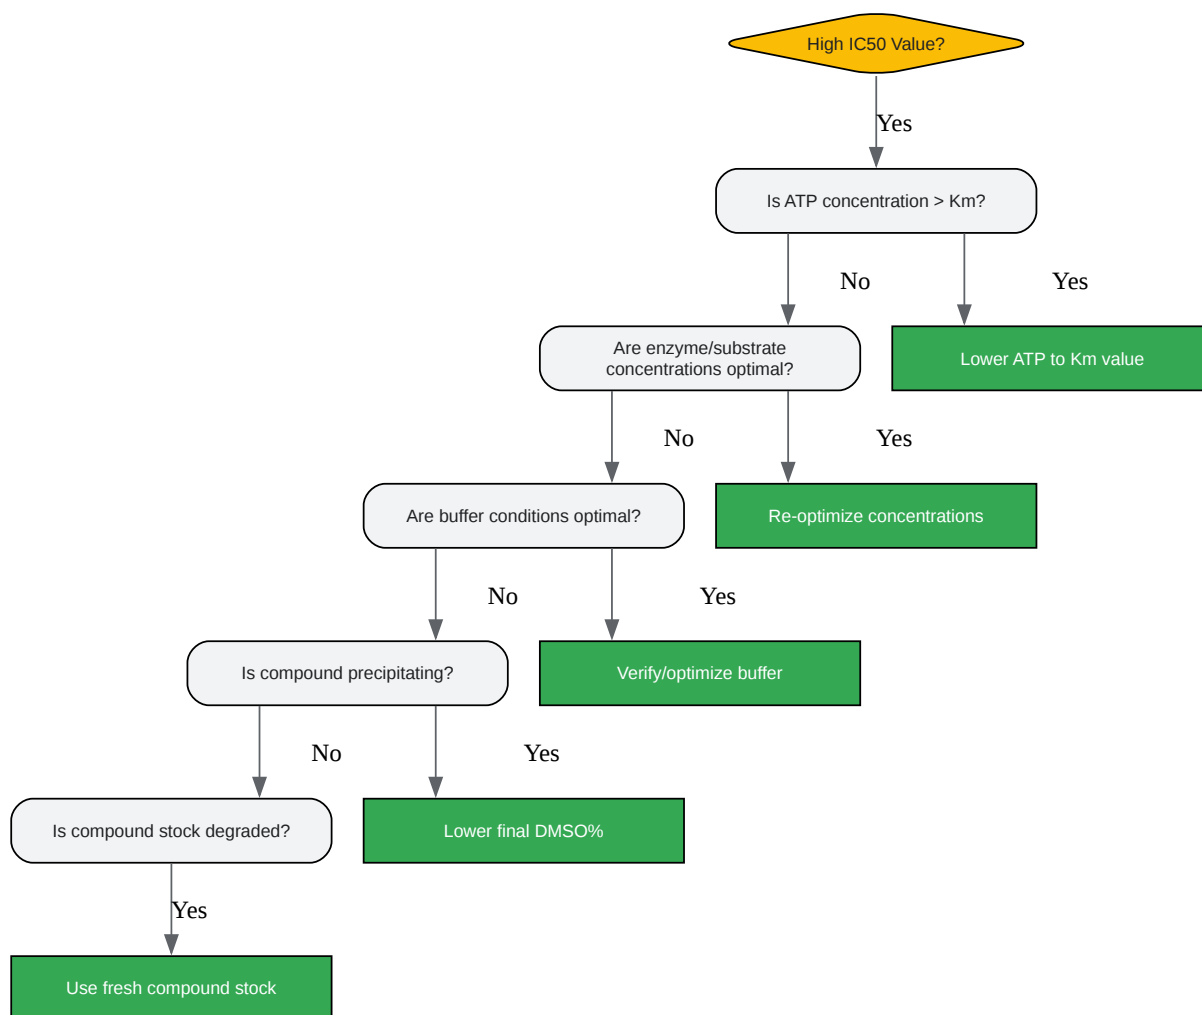 High IC50 Value?
Yes
Is ATP concentration > Km?
No
Yes
Are enzyme/substrate
concentrations optimal?
Lower ATP to Km value
No
Yes
Are buffer conditions optimal?
Re-optimize concentrations
No
Yes
Is compound precipitating?
Verify/optimize buffer
No
Yes
Is compound stock degraded?
Lower final DMSO%
Yes
Use fresh compound stock